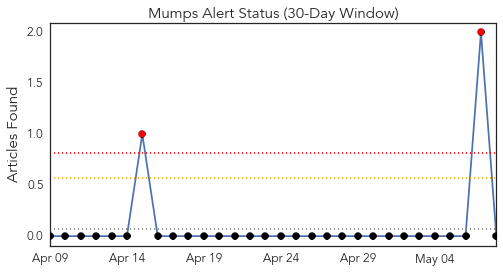 Mumps Alert Status (30-Day Window)
Articles Found
2.0
1.5
1.0
0.5
0.0
Apr 09
Apr 14
Apr 19
Apr 24
Apr 29
May 04